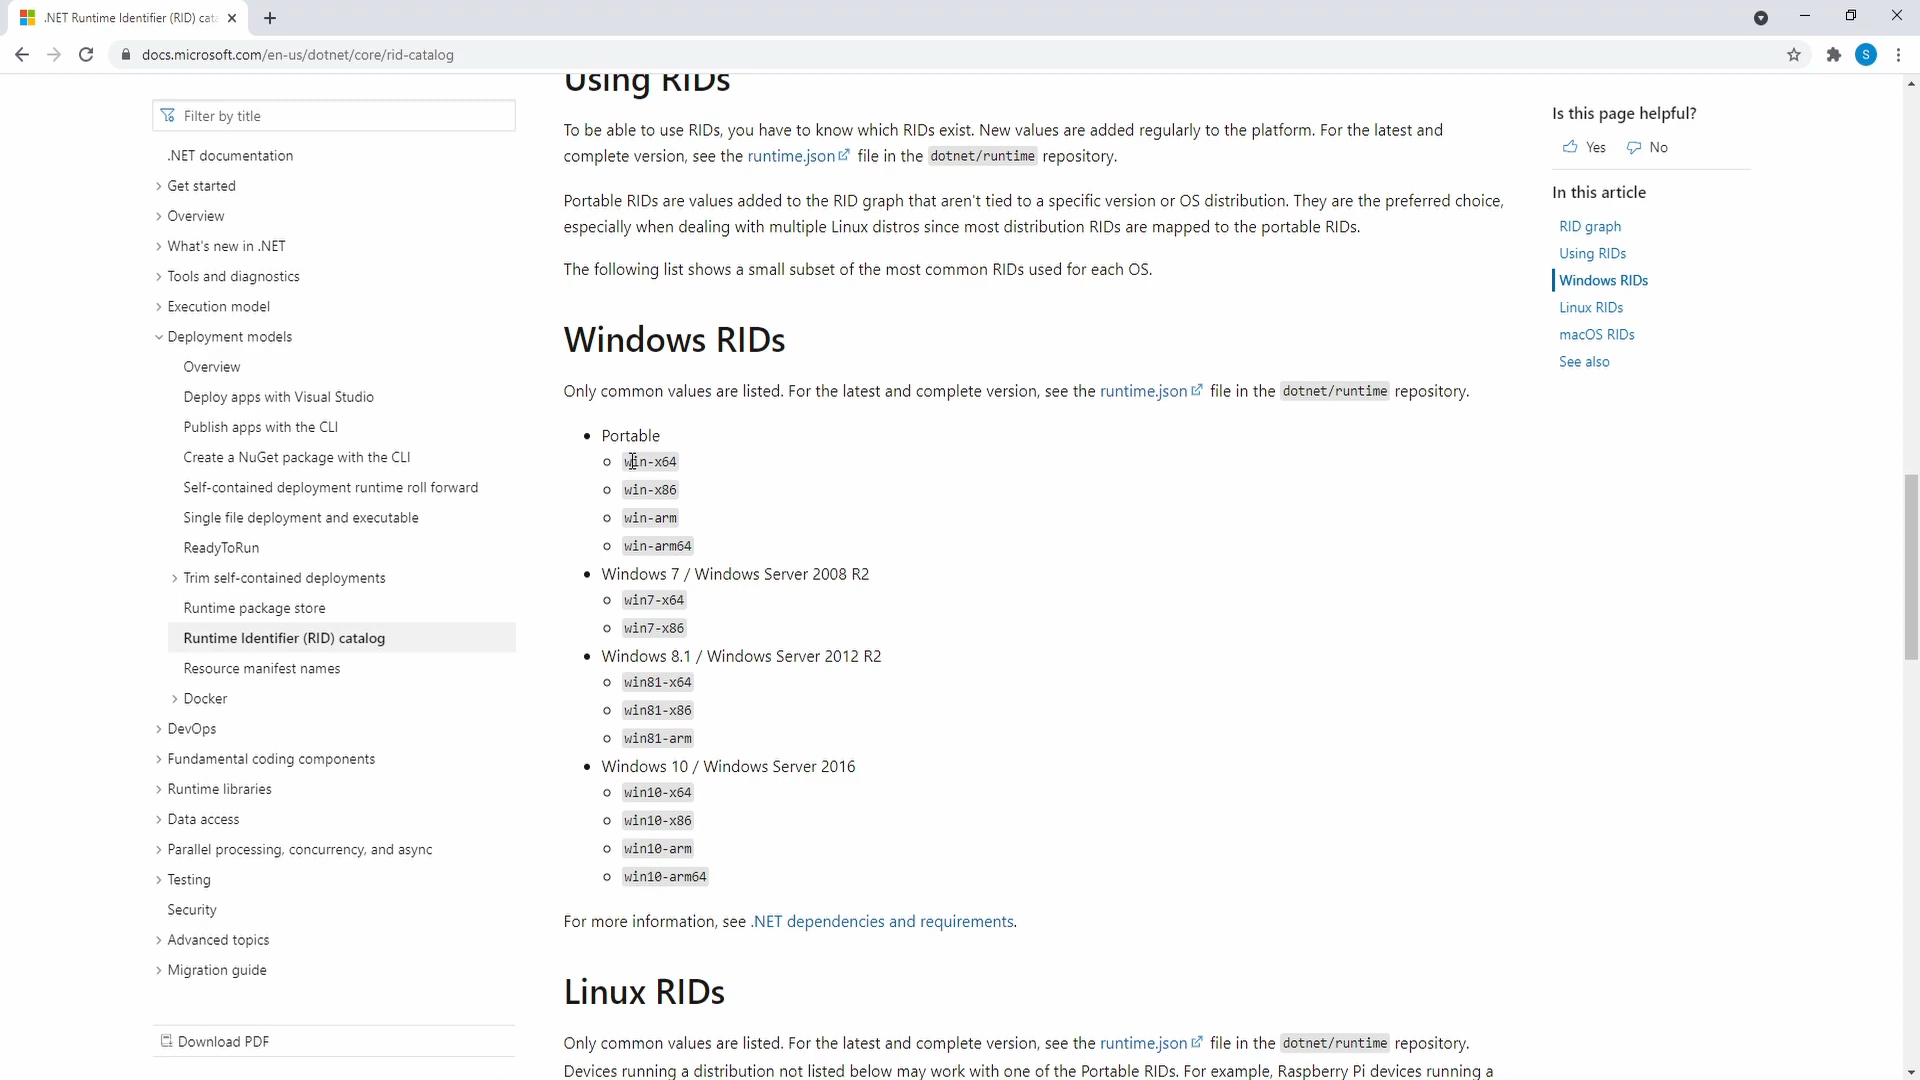 .NET Runtime Identifier (RID) cat
docs.microsoft.com/en-us/dotnet/core/rid-catalog
S
Filter by title
.NET documentation
Get started
Overview
What's new in .NET
Tools and diagnostics
Execution model
Deployment models
Overview
Deploy apps with Visual Studio
Publish apps with the CLI
Create a NuGet package with the CLI
Self-contained deployment runtime roll forward
Single file deployment and executable
ReadyToRun
Trim self-contained deployments
Runtime package store
Runtime Identifier (RID) catalog
Resource manifest names
Docker
DevOps
Fundamental coding components
Runtime libraries
Data access
Parallel processing, concurrency, and async
Testing
Security
Advanced topics
Migration guide
Download PDF
Using RIDs
To be able to use RIDs, you have to know which RIDs exist. New values are added regularly to the platform. For the latest and
complete version, see the runtime.json file in the dotnet/runtime repository.
Portable RIDs are values added to the RID graph that aren't tied to a specific version or OS distribution. They are the preferred choice,
especially when dealing with multiple Linux distros since most distribution RIDs are mapped to the portable RIDs.
The following list shows a small subset of the most common RIDs used for each OS.
Windows RIDs
Only common values are listed. For the latest and complete version, see the runtime.json file in the dotnet/runtime repository.
• Portable
win-x64
win-x86
win-arm
win-arm64
• Windows 7 / Windows Server 2008 R2
win7-x64
win7-x86
• Windows 8.1 / Windows Server 2012 R2
win81-x64
win81-x86
win81-arm
• Windows 10 / Windows Server 2016
win10-x64
win10-x86
win10-arm
win10-arm64
For more information, see .NET dependencies and requirements.
Linux RIDs
Only common values are listed. For the latest and complete version, see the runtime.json file in the dotnet/runtime repository.
Devices running a distribution not listed below may work with one of the Portable RIDs. For example, Raspberry Pi devices running a
Is this page helpful?
Yes No
In this article
RID graph
Using RIDs
Windows RIDs
Linux RIDs
macOS RIDs
See also